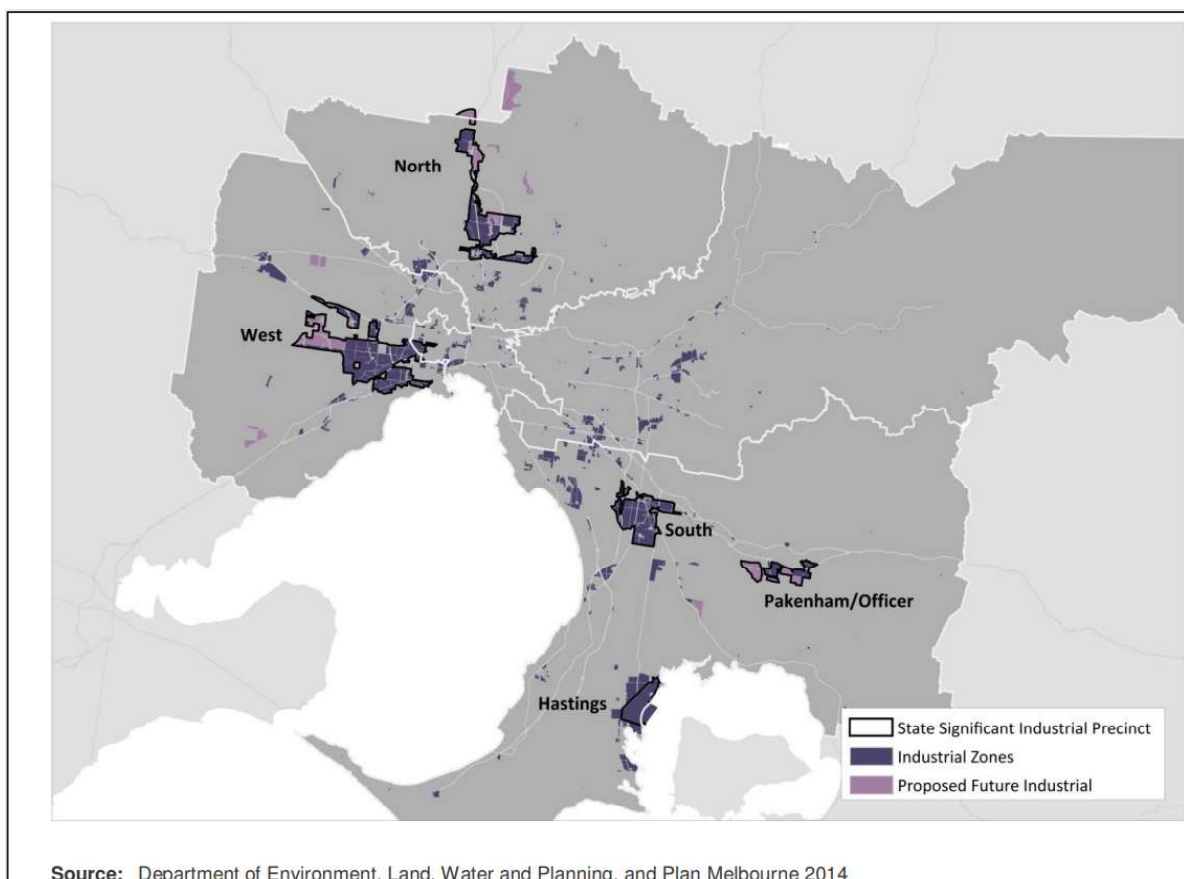 North
West
South
Pakenham/Officer
Hastings
State Significant Industrial Precinct
Industrial Zones
Proposed Future Industrial
Source: Department of Environment, Land, Water and Planning, and Plan Melbourne 2014